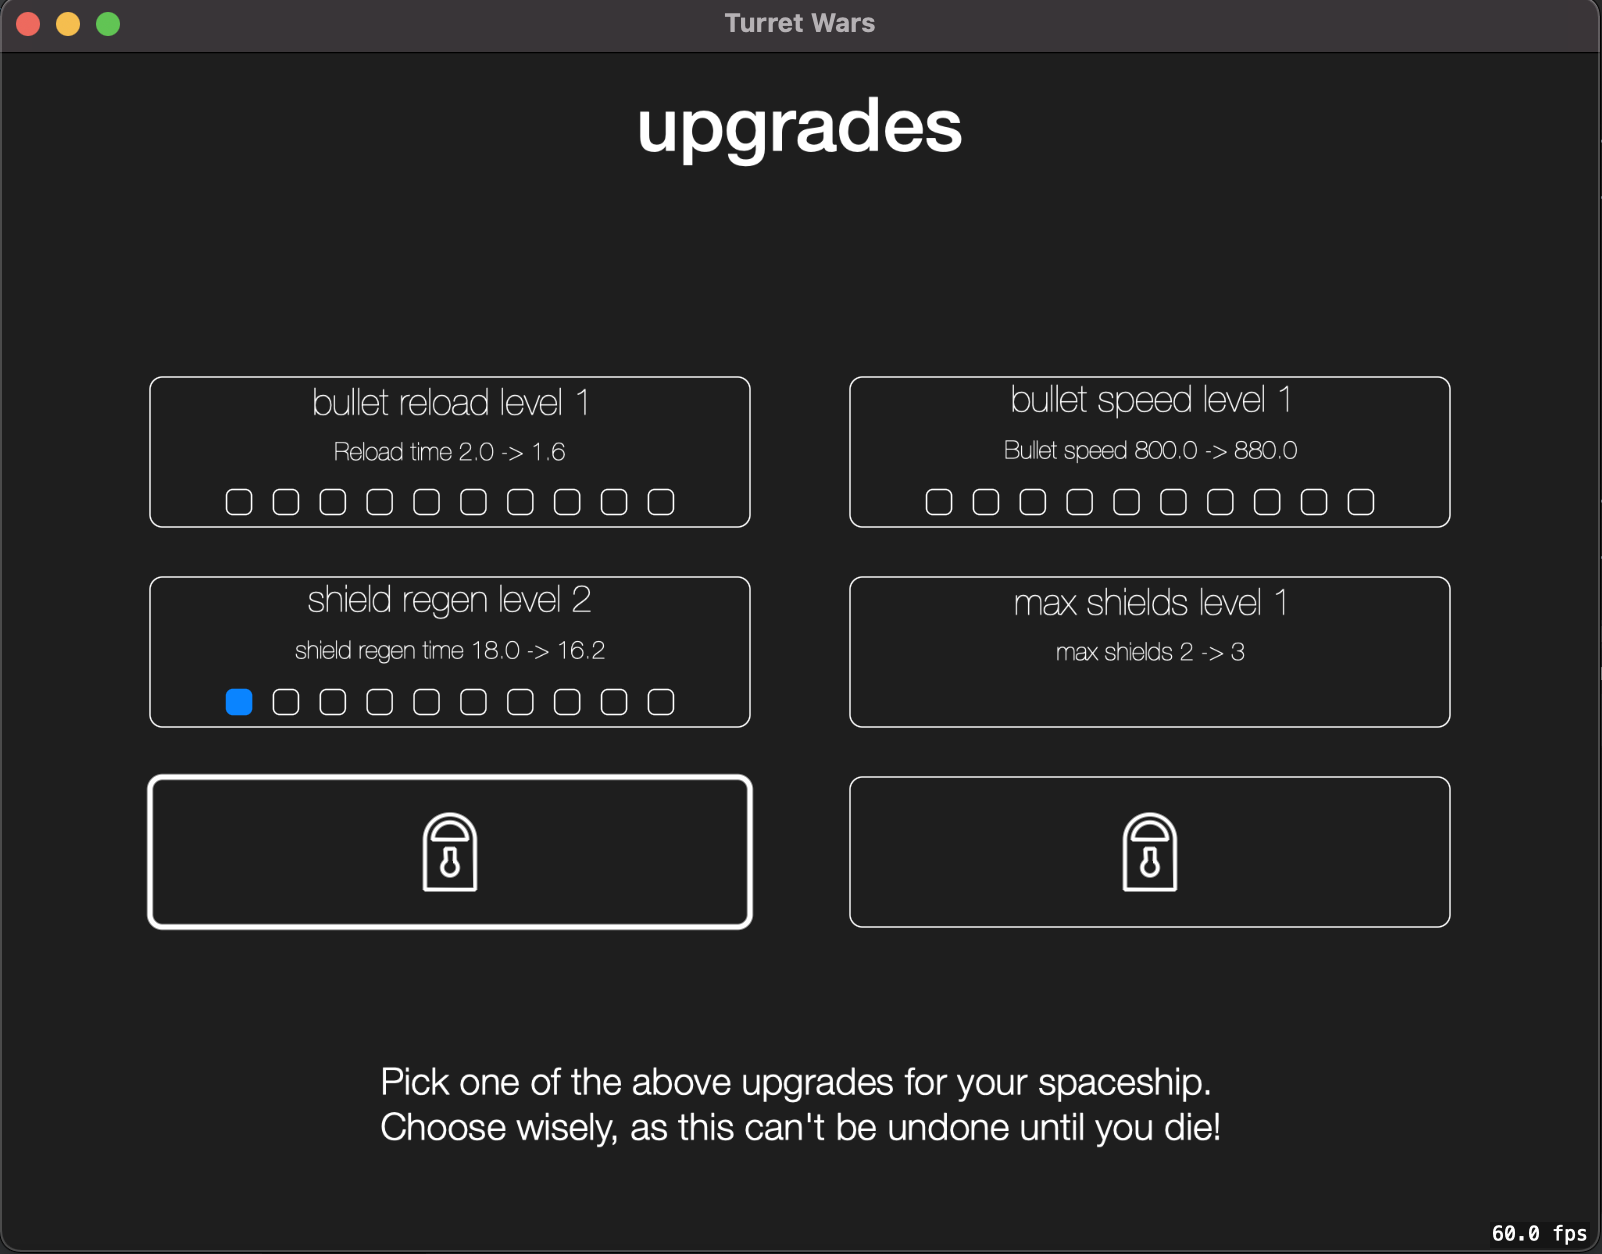 Turret Wars
upgrades
bullet reload level 1
Reload time 2.0 -> 1.6
bullet speed level 1
Bullet speed 800.0 -> 880.0
shield regen level 2
shield regen time 18.0 -> 16.2
max shields level 1
max shields 2 -> 3
Pick one of the above upgrades for your spaceship.
Choose wisely, as this can't be undone until you die!
60.0 fps